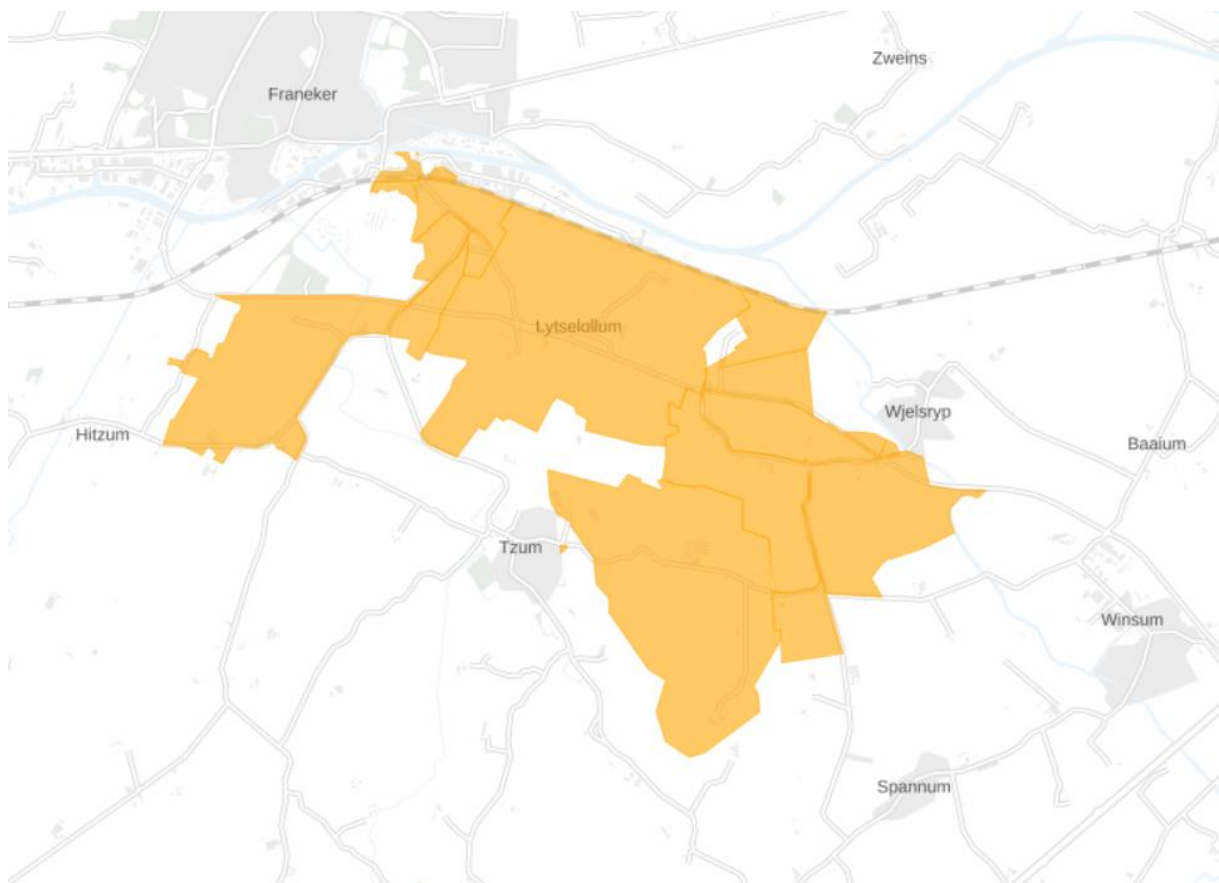 Zweins
Franeker
Lytselollum
Wjelsryp
Hitzum
Baaium
Tzum
Winsum
Spannum